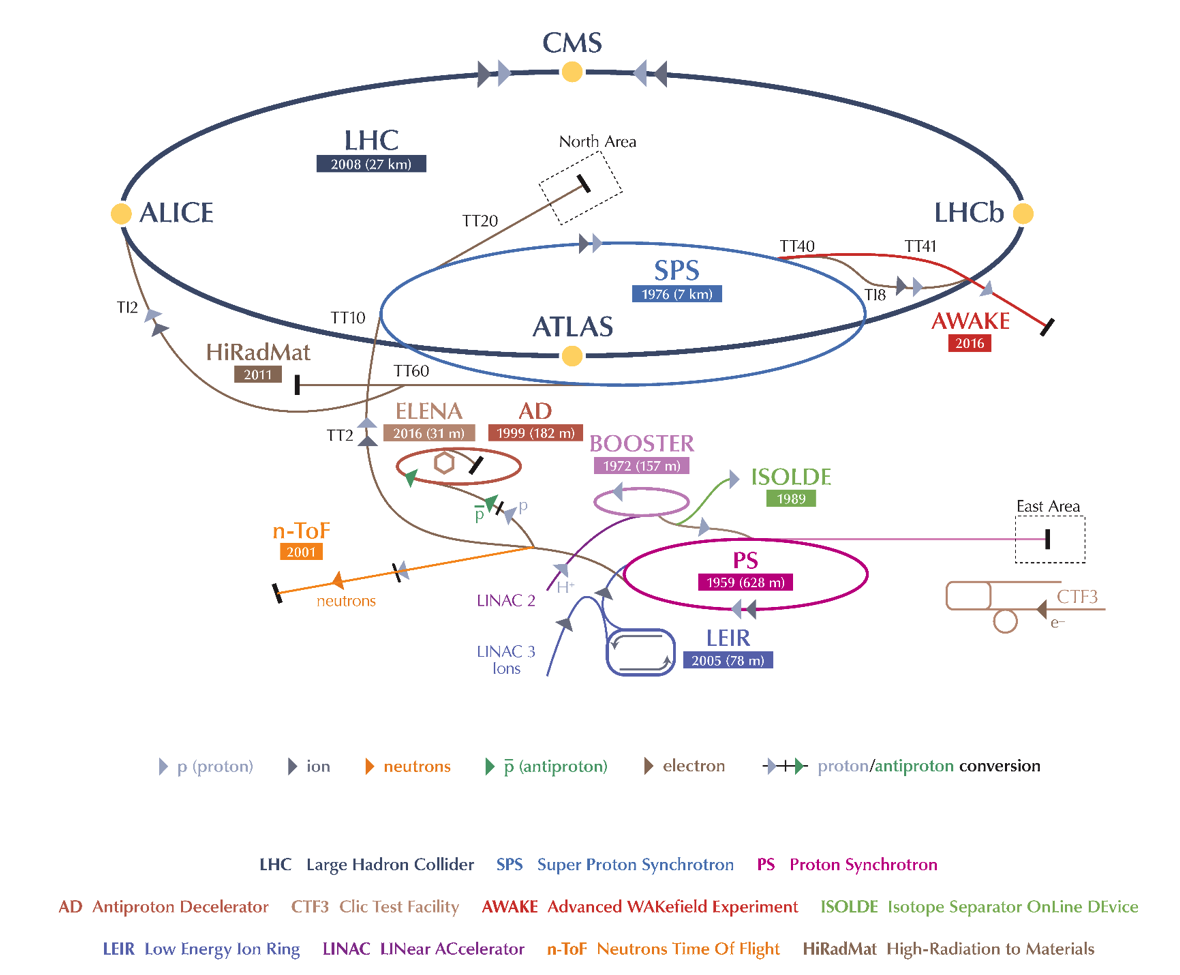 CMS
LHC
2008 (27 km)
North Area
ALICE
TT20
LHCb
TT40
TT41
SPS
1976 (7 km)
TI8
TI2
TT10
ATLAS
AWAKE
2016
HiRadMat
2011
TT60
ELENA
2016 (31 m)
AD
1999 (182 m)
TT2
BOOSTER
1972 (157 m)
ISOLDE
1989
p̅
p
East Area
n-ToF
2001
neutrons
PS
1959 (628 m)
H⁺
LINAC 2
CTF3
e⁻
LEIR
2005 (78 m)
LINAC 3
Ions
p (proton) ion neutrons p̅ (antiproton) electron proton/antiproton conversion
LHC Large Hadron Collider SPS Super Proton Synchrotron PS Proton Synchrotron
AD Antiproton Decelerator CTF3 Clic Test Facility AWAKE Advanced WAKefield Experiment ISOLDE Isotope Separator OnLine DEvice
LEIR Low Energy Ion Ring LINAC LINear ACcelerator n-ToF Neutrons Time Of Flight HiRadMat High-Radiation to Materials